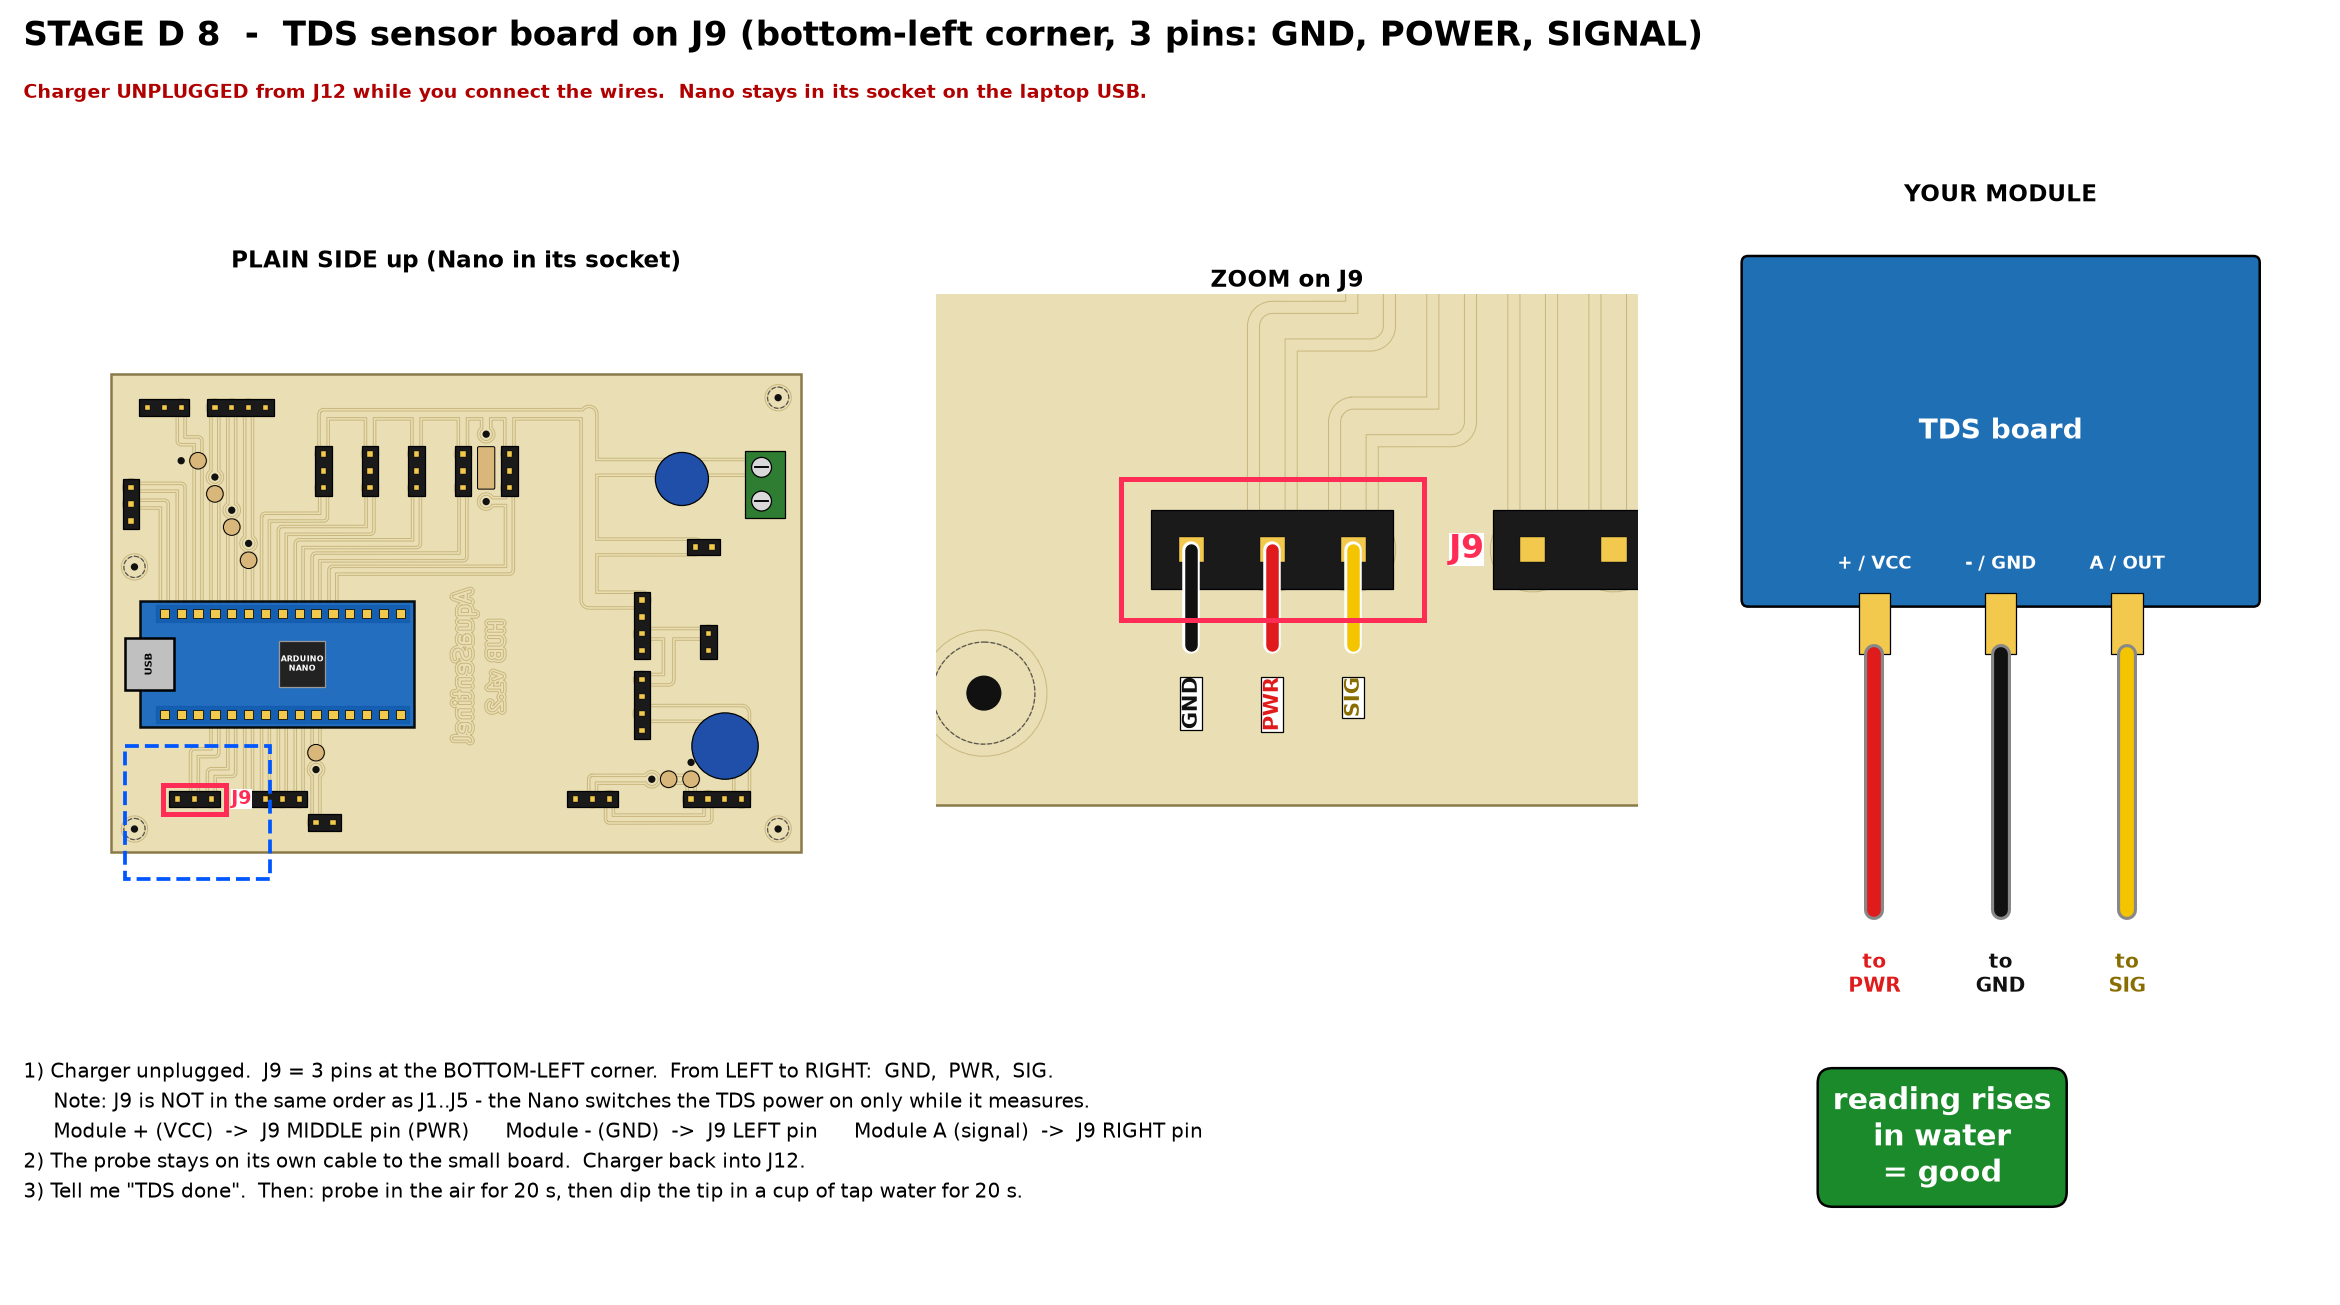 STAGE D 8  -  TDS sensor board on J9 (bottom-left corner, 3 pins: GND, POWER, SIGNAL)
Charger UNPLUGGED from J12 while you connect the wires.  Nano stays in its socket on the laptop USB.
PLAIN SIDE up (Nano in its socket)
USB
ARDUINO
NANO
AquaSentinel
HUB v1.2
J9
ZOOM on J9
J9
GND
PWR
SIG
YOUR MODULE
TDS board
+ / VCC
- / GND
A / OUT
to
PWR
to
GND
to
SIG
1) Charger unplugged.  J9 = 3 pins at the BOTTOM-LEFT corner.  From LEFT to RIGHT:  GND,  PWR,  SIG.
Note: J9 is NOT in the same order as J1..J5 - the Nano switches the TDS power on only while it measures.
Module + (VCC)  ->  J9 MIDDLE pin (PWR)      Module - (GND)  ->  J9 LEFT pin      Module A (signal)  ->  J9 RIGHT pin
2) The probe stays on its own cable to the small board.  Charger back into J12.
3) Tell me "TDS done".  Then: probe in the air for 20 s, then dip the tip in a cup of tap water for 20 s.
reading rises
in water
= good